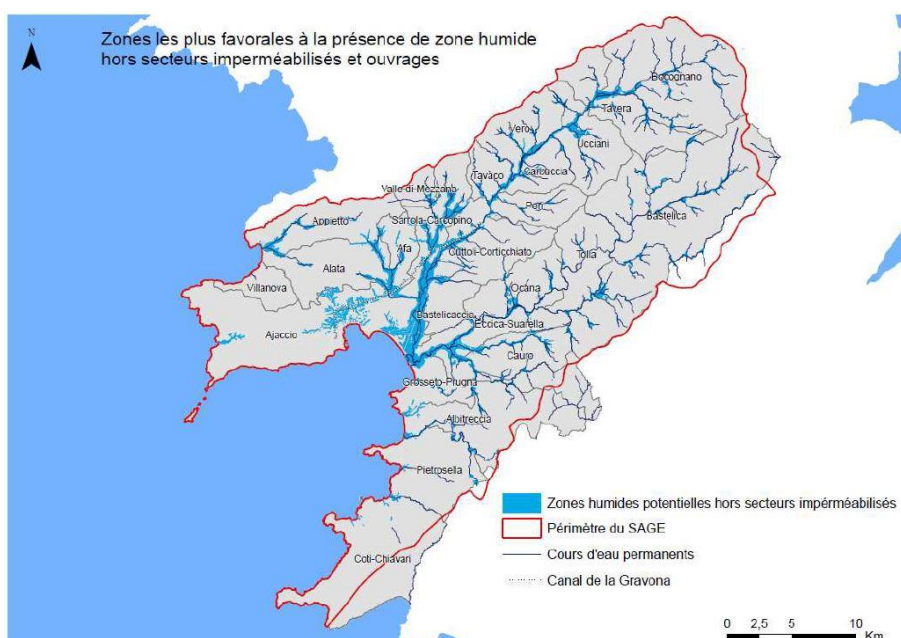 N
Zones les plus favorales à la présence de zone humide
hors secteurs imperméabilisés et ouvrages
Bocognano
Tavera
Vero
Ucciani
Carbuccia
Tavaco
Valle di Mezzana
Peri
Bastelica
Appietto
Sarrola-Carcopino
Afa
Cuttoli-Corticchiato
Tolla
Alata
Villanova
Ocana
Bastelicaccia
Eccica-Suarella
Ajaccio
Cauro
Grosseto-Prugna
Albitreccia
Pietrosella
Coti-Chiavari
Zones humides potentielles hors secteurs impérméabilisés
Périmètre du SAGE
Cours d'eau permanents
Canal de la Gravona
0 2,5 5 10
Km